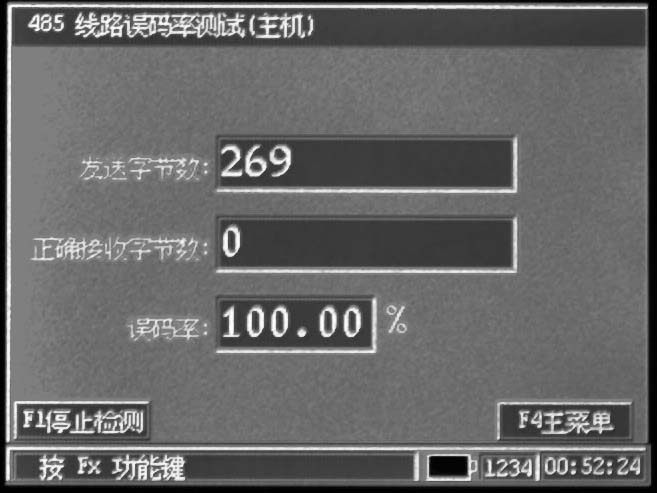 485 线路误码率测试(主机)
发送字节数: 269
正确接收字节数: 0
误码率: 100.00 %
F1停止检测 F4主菜单
按 Fx 功能键 1234 00:52:24